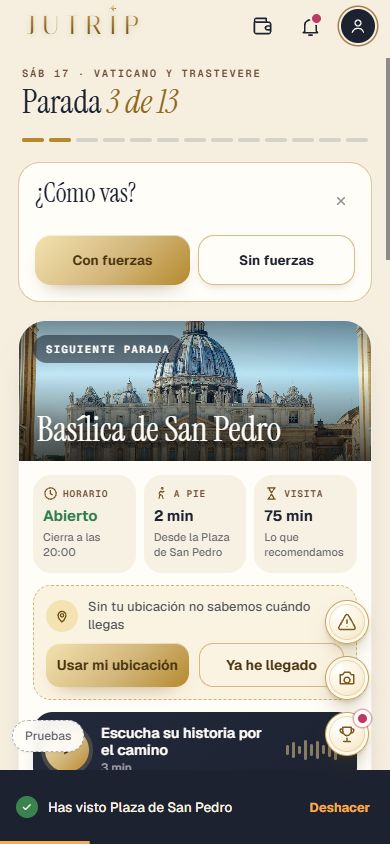 JUTRIP
SÁB 17 · VATICANO Y TRASTEVERE
Parada 3 de 13
¿Cómo vas?
Con fuerzas
Sin fuerzas
SIGUIENTE PARADA
Basílica de San Pedro
HORARIO
Abierto
Cierra a las
20:00
A PIE
2 min
Desde la Plaza
de San Pedro
VISITA
75 min
Lo que
recomendamos
Sin tu ubicación no sabemos cuándo
llegas
Usar mi ubicación
Ya he llegado
Pruebas
Escucha su historia por
el camino
3 min
Has visto Plaza de San Pedro
Deshacer